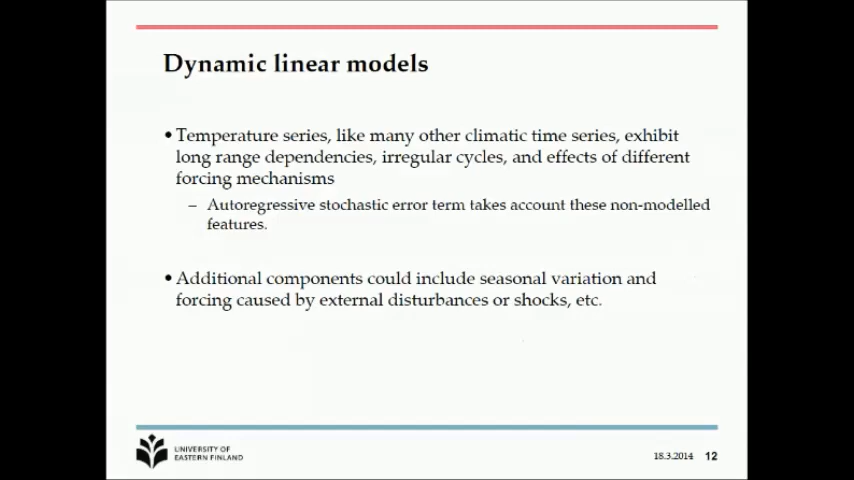 Dynamic linear models
• Temperature series, like many other climatic time series, exhibit
long range dependencies, irregular cycles, and effects of different
forcing mechanisms
– Autoregressive stochastic error term takes account these non-modelled
features.
• Additional components could include seasonal variation and
forcing caused by external disturbances or shocks, etc.
UNIVERSITY OF
EASTERN FINLAND
18.3.2014 12